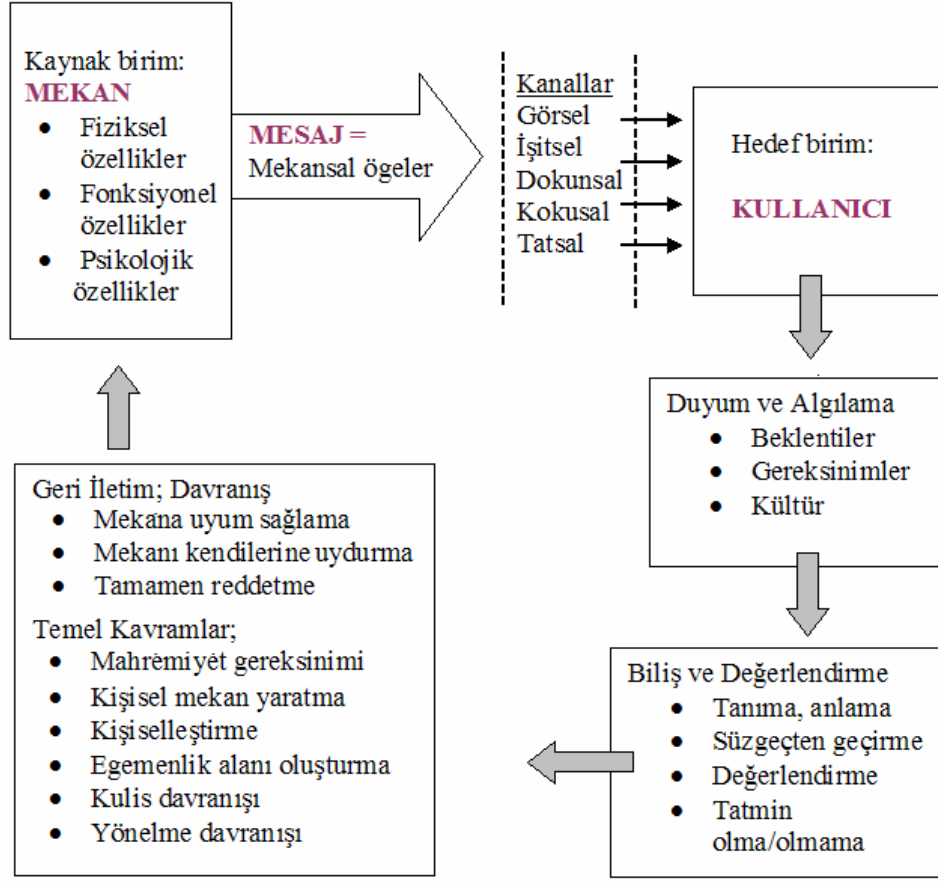 Kaynak birim:
MEKAN
• Fiziksel
özellikler
• Fonksiyonel
özellikler
• Psikolojik
özellikler
MESAJ =
Mekansal ögeler
Kanallar
Görsel
İşitsel
Dokunsal
Kokusal
Tatsal
Hedef birim:
KULLANICI
Duyum ve Algılama
• Beklentiler
• Gereksinimler
• Kültür
Biliş ve Değerlendirme
• Tanıma, anlama
• Süzgeçten geçirme
• Değerlendirme
• Tatmin
olma/olmama
Geri İletim; Davranış
• Mekana uyum sağlama
• Mekanı kendilerine uydurma
• Tamamen reddetme
Temel Kavramlar;
• Mahremiyet gereksinimi
• Kişisel mekan yaratma
• Kişiselleştirme
• Egemenlik alanı oluşturma
• Kulis davranışı
• Yönelme davranışı